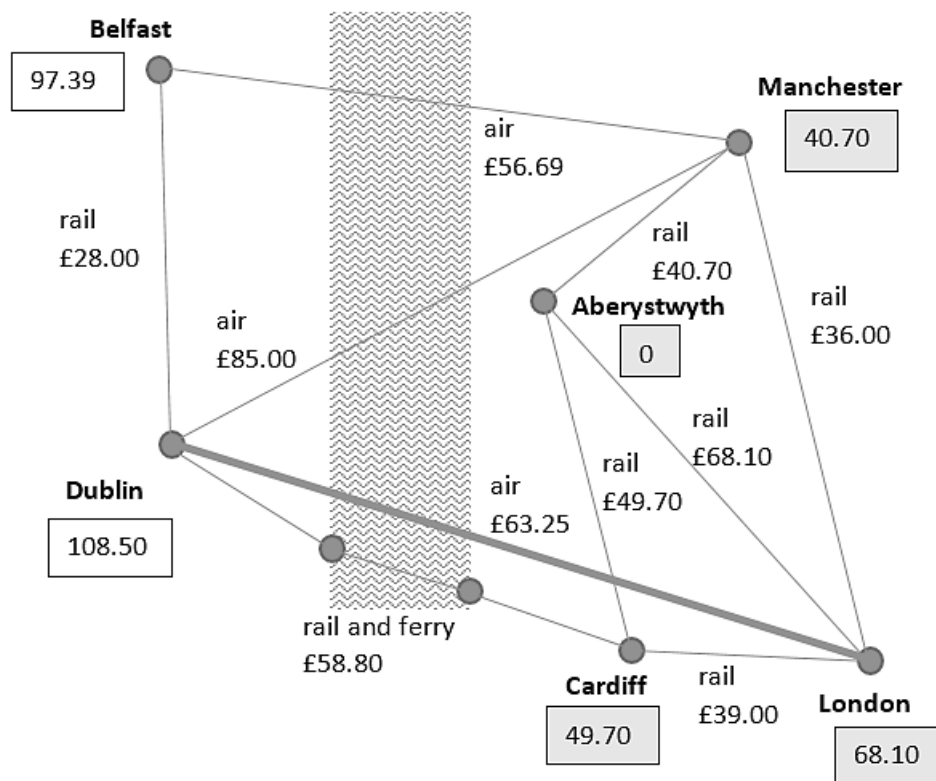 Belfast
97.39
Manchester
40.70
air
£56.69
rail
£28.00
rail
£40.70
Aberystwyth
0
rail
£36.00
air
£85.00
rail
£68.10
rail
£49.70
Dublin
108.50
air
£63.25
rail and ferry
£58.80
Cardiff
49.70
rail
£39.00
London
68.10